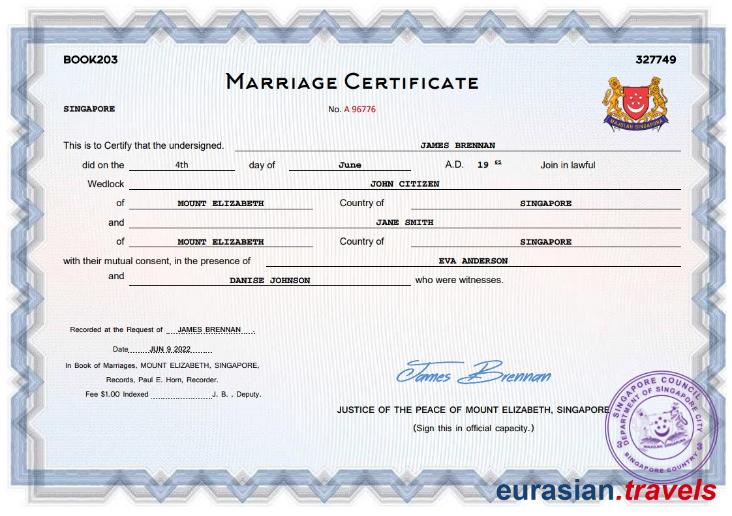 BOOK203 327749
MARRIAGE CERTIFICATE
SINGAPORE No. A 96776
MAJULAH SINGAPURA
This is to Certify that the undersigned. JAMES BRENNAN
did on the 4th day of June A.D. 19 61 Join in lawful
Wedlock JOHN CITIZEN
of MOUNT ELIZABETH Country of SINGAPORE
and JANE SMITH
of MOUNT ELIZABETH Country of SINGAPORE
with their mutual consent, in the presence of EVA ANDERSON
and DANISE JOHNSON who were witnesses.
Recorded at the Request of JAMES BRENNAN
Date JUN 9 2022
In Book of Marriages, MOUNT ELIZABETH, SINGAPORE,
Records, Paul E. Horn, Recorder.
Fee $1.00 Indexed J. B. . Deputy.
James Brennan
JUSTICE OF THE PEACE OF MOUNT ELIZABETH, SINGAPORE
(Sign this in official capacity.)
SINGAPORE COUNCIL
DEPARTMENT OF SINGAPORE CITY
SINGAPORE COUNTRY
eurasian.travels